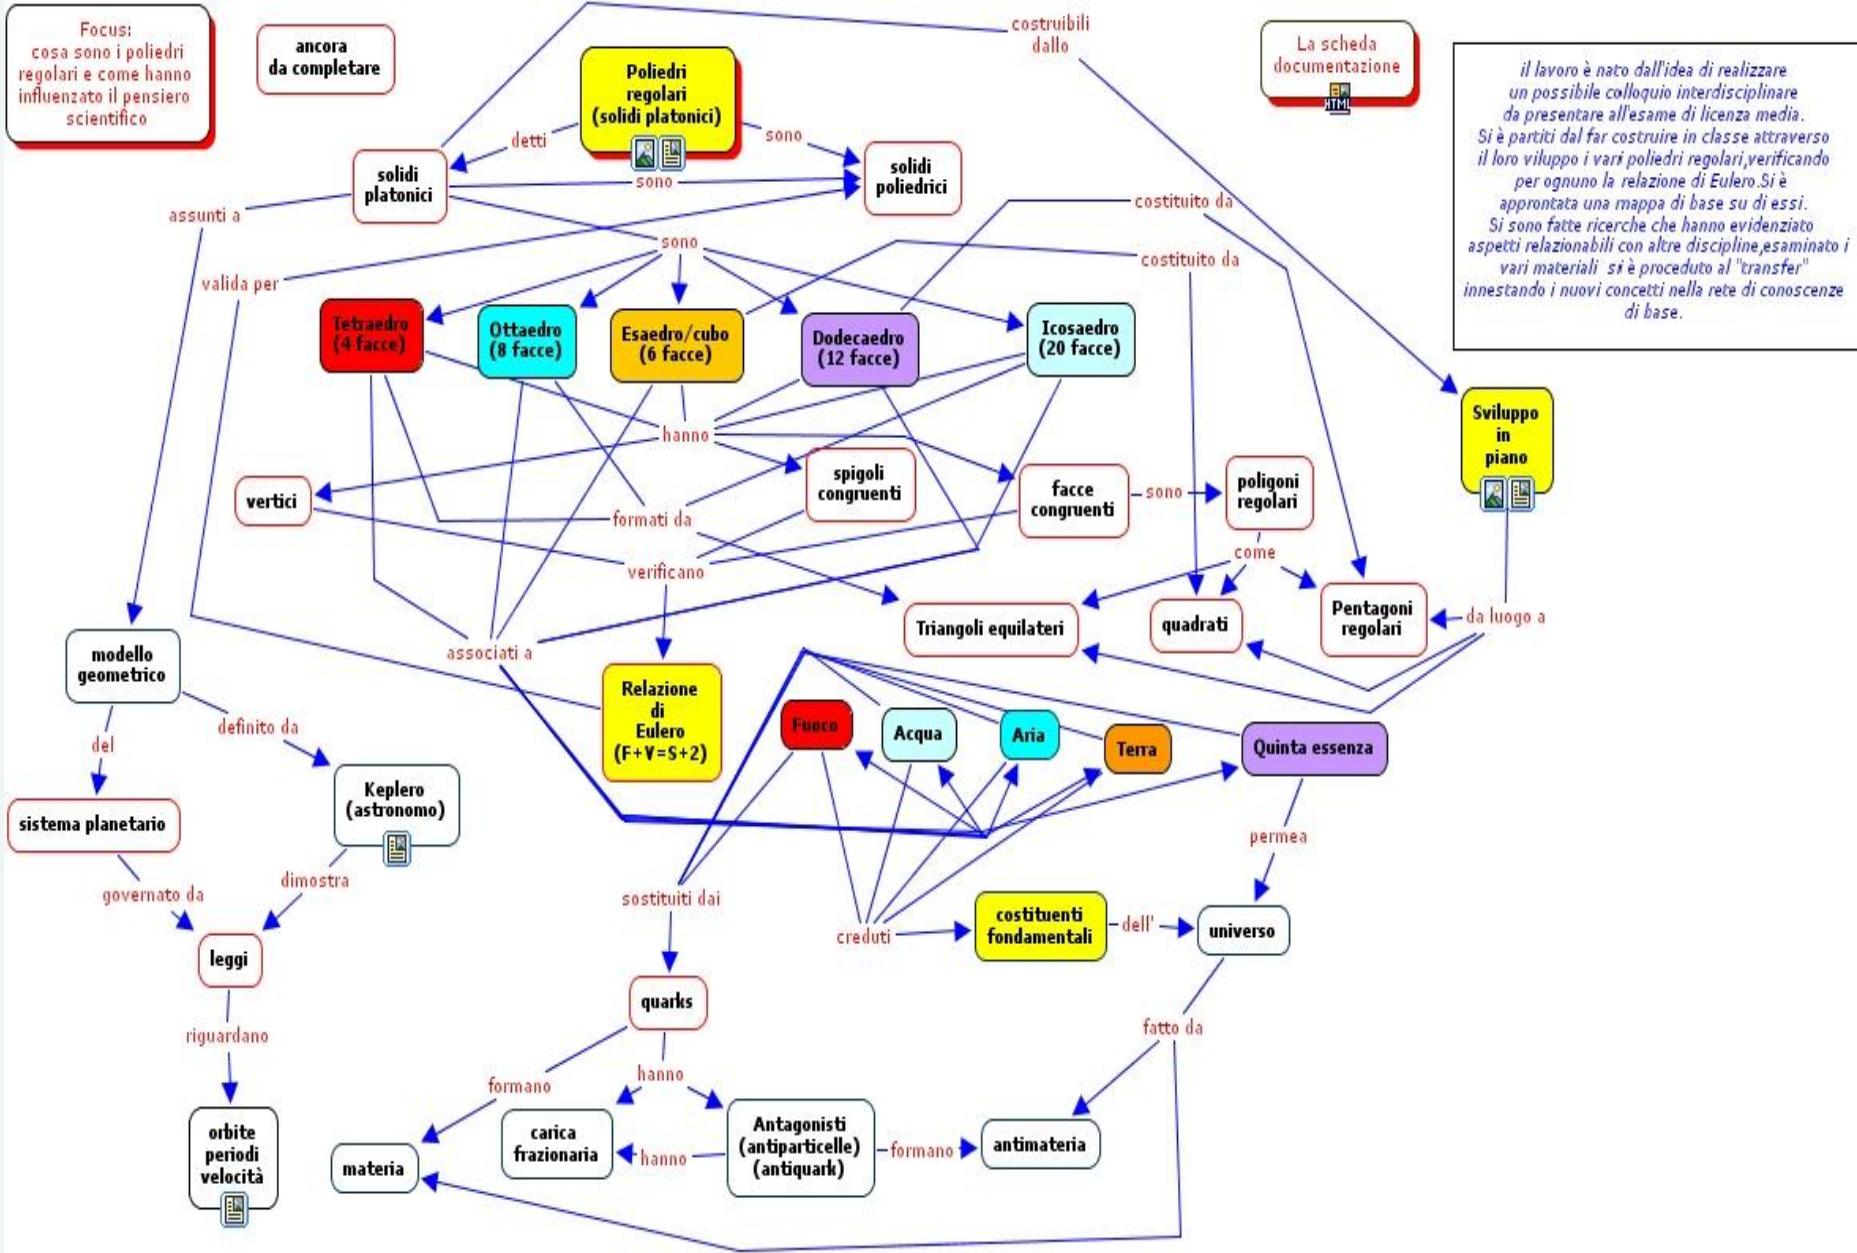 Focus:
cosa sono i poliedri
regolari e come hanno
influenzato il pensiero
scientifico
ancora
da completare
Poliedri
regolari
(solidi platonici)
costruibili
dallo
La scheda
documentazione
HTML
il lavoro è nato dall'idea di realizzare
un possibile colloquio interdisciplinare
da presentare all'esame di licenza media.
Si è partiti dal far costruire in classe attraverso
il loro viluppo i vari poliedri regolari,verificando
per ognuno la relazione di Eulero.Si è
approntata una mappa di base su di essi.
Si sono fatte ricerche che hanno evidenziato
aspetti relazionabili con altre discipline,esaminato i
vari materiali si è proceduto al "transfer"
innestando i nuovi concetti nella rete di conoscenze
di base.
detti
sono
solidi
platonici
sono
solidi
poliedrici
assunti a
costituito da
sono
costituito da
valida per
Tetraedro
(4 facce)
Ottaedro
(8 facce)
Esaedro/cubo
(6 facce)
Dodecaedro
(12 facce)
Icosaedro
(20 facce)
Sviluppo
in
piano
hanno
vertici
spigoli
congruenti
facce
congruenti
sono
poligoni
regolari
formati da
come
verificano
Triangoli equilateri
quadrati
Pentagoni
regolari
da luogo a
associati a
modello
geometrico
Relazione
di
Eulero
(F+V=S+2)
Fuoco
Acqua
Aria
Terra
Quinta essenza
del
definito da
sistema planetario
Keplero
(astronomo)
permea
governato da
dimostra
sostituiti dai
creduti
costituenti
fondamentali
dell'
universo
leggi
quarks
riguardano
fatto da
formano
hanno
orbite
periodi
velocità
materia
carica
frazionaria
hanno
Antagonisti
(antiparticelle)
(antiquark)
formano
antimateria